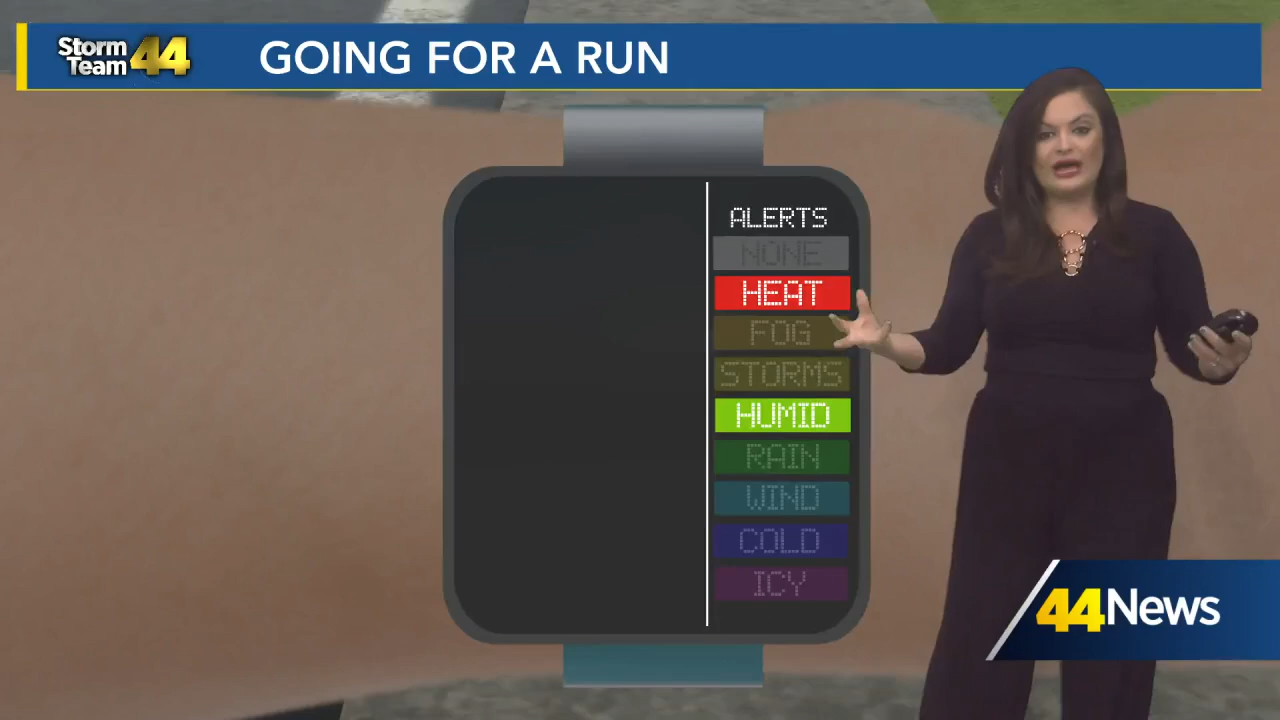 Storm
Team 44
GOING FOR A RUN
ALERTS
NONE
HEAT
FOG
STORMS
HUMID
RAIN
WIND
COLD
ICY
44News